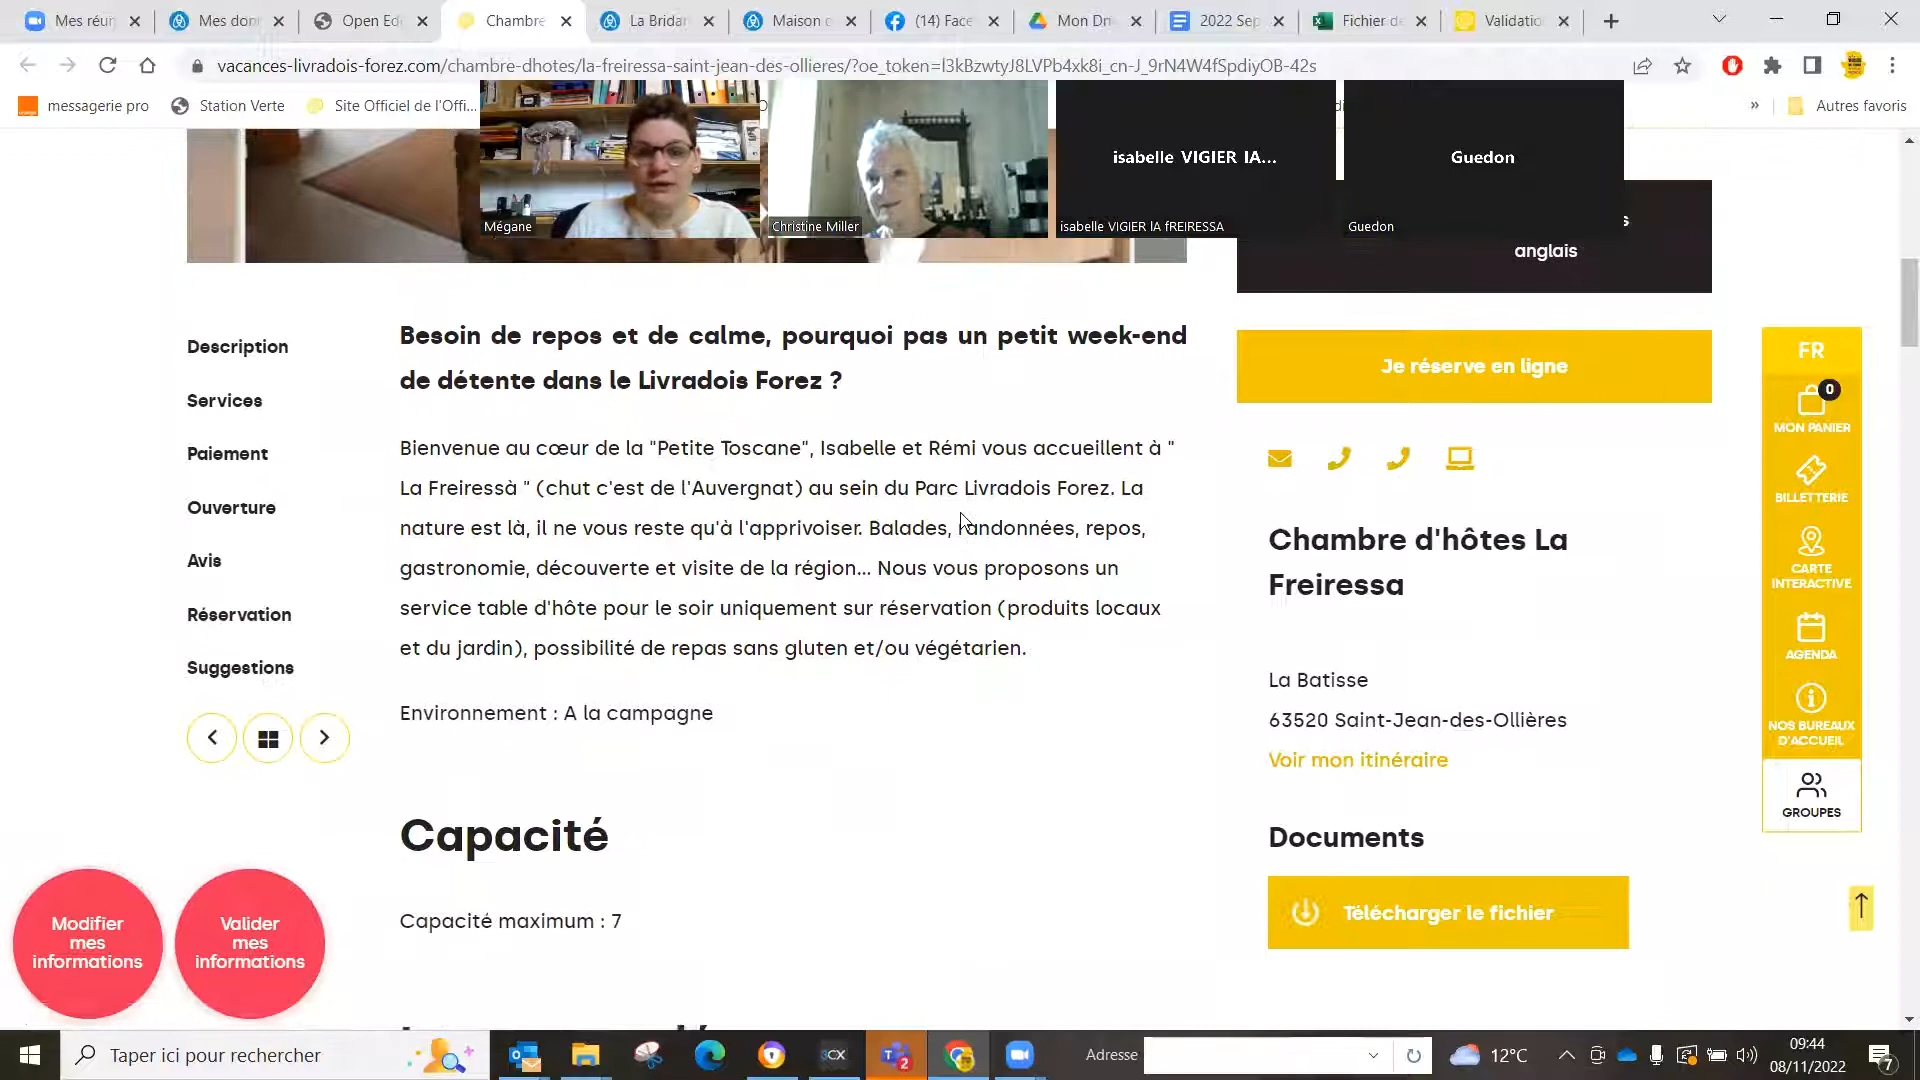 Mes réu
Mes don
Open Ed
Chambre
La Bridar
Maison
(14) Face
Mon Dri
2022 Sep
Fichier de
Validatio
vacances-livradois-forez.com/chambre-dhotes/la-freiressa-saint-jean-des-ollieres/?oe_token=l3kBzwtyJ8LVPb4xk8i_cn-J_9rN4W4fSpdiyOB-42s
messagerie pro
Station Verte
Site Officiel de l'Offi...
»
Autres favoris
Mégane
Christine Miller
isabelle VIGIER lA...
isabelle VIGIER lA fREIRESSA
Guedon
Guedon
anglais
Description
Services
Paiement
Ouverture
Avis
Réservation
Suggestions
Besoin de repos et de calme, pourquoi pas un petit week-end
de détente dans le Livradois Forez ?
Bienvenue au cœur de la "Petite Toscane", Isabelle et Rémi vous accueillent à "
La Freiressà " (chut c'est de l'Auvergnat) au sein du Parc Livradois Forez. La
nature est là, il ne vous reste qu'à l'apprivoiser. Balades, randonnées, repos,
gastronomie, découverte et visite de la région... Nous vous proposons un
service table d'hôte pour le soir uniquement sur réservation (produits locaux
et du jardin), possibilité de repas sans gluten et/ou végétarien.
Environnement : A la campagne
Capacité
Capacité maximum : 7
Je réserve en ligne
Chambre d'hôtes La
Freiressa
La Batisse
63520 Saint-Jean-des-Ollières
Voir mon itinéraire
Documents
Télécharger le fichier
FR
0
MON PANIER
BILLETTERIE
CARTE
INTERACTIVE
AGENDA
NOS BUREAUX
D'ACCUEIL
GROUPES
Modifier
mes
informations
Valider
mes
informations
Taper ici pour rechercher
3CX
2
Adresse
12°C
09:44
08/11/2022
7